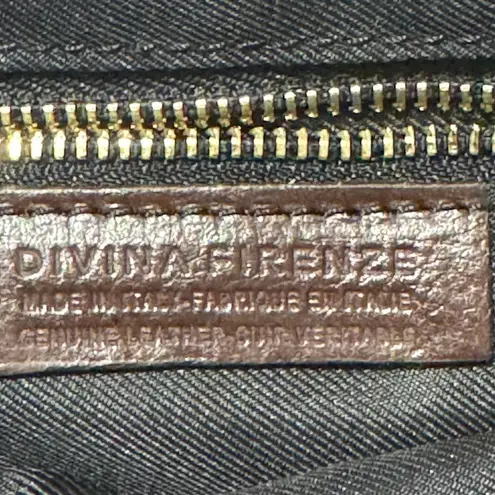 DIVINA FIRENZE
MADE IN ITALY-FABRIQUE EN ITALIE
GENUINE LEATHER-CUIR VERITABLE